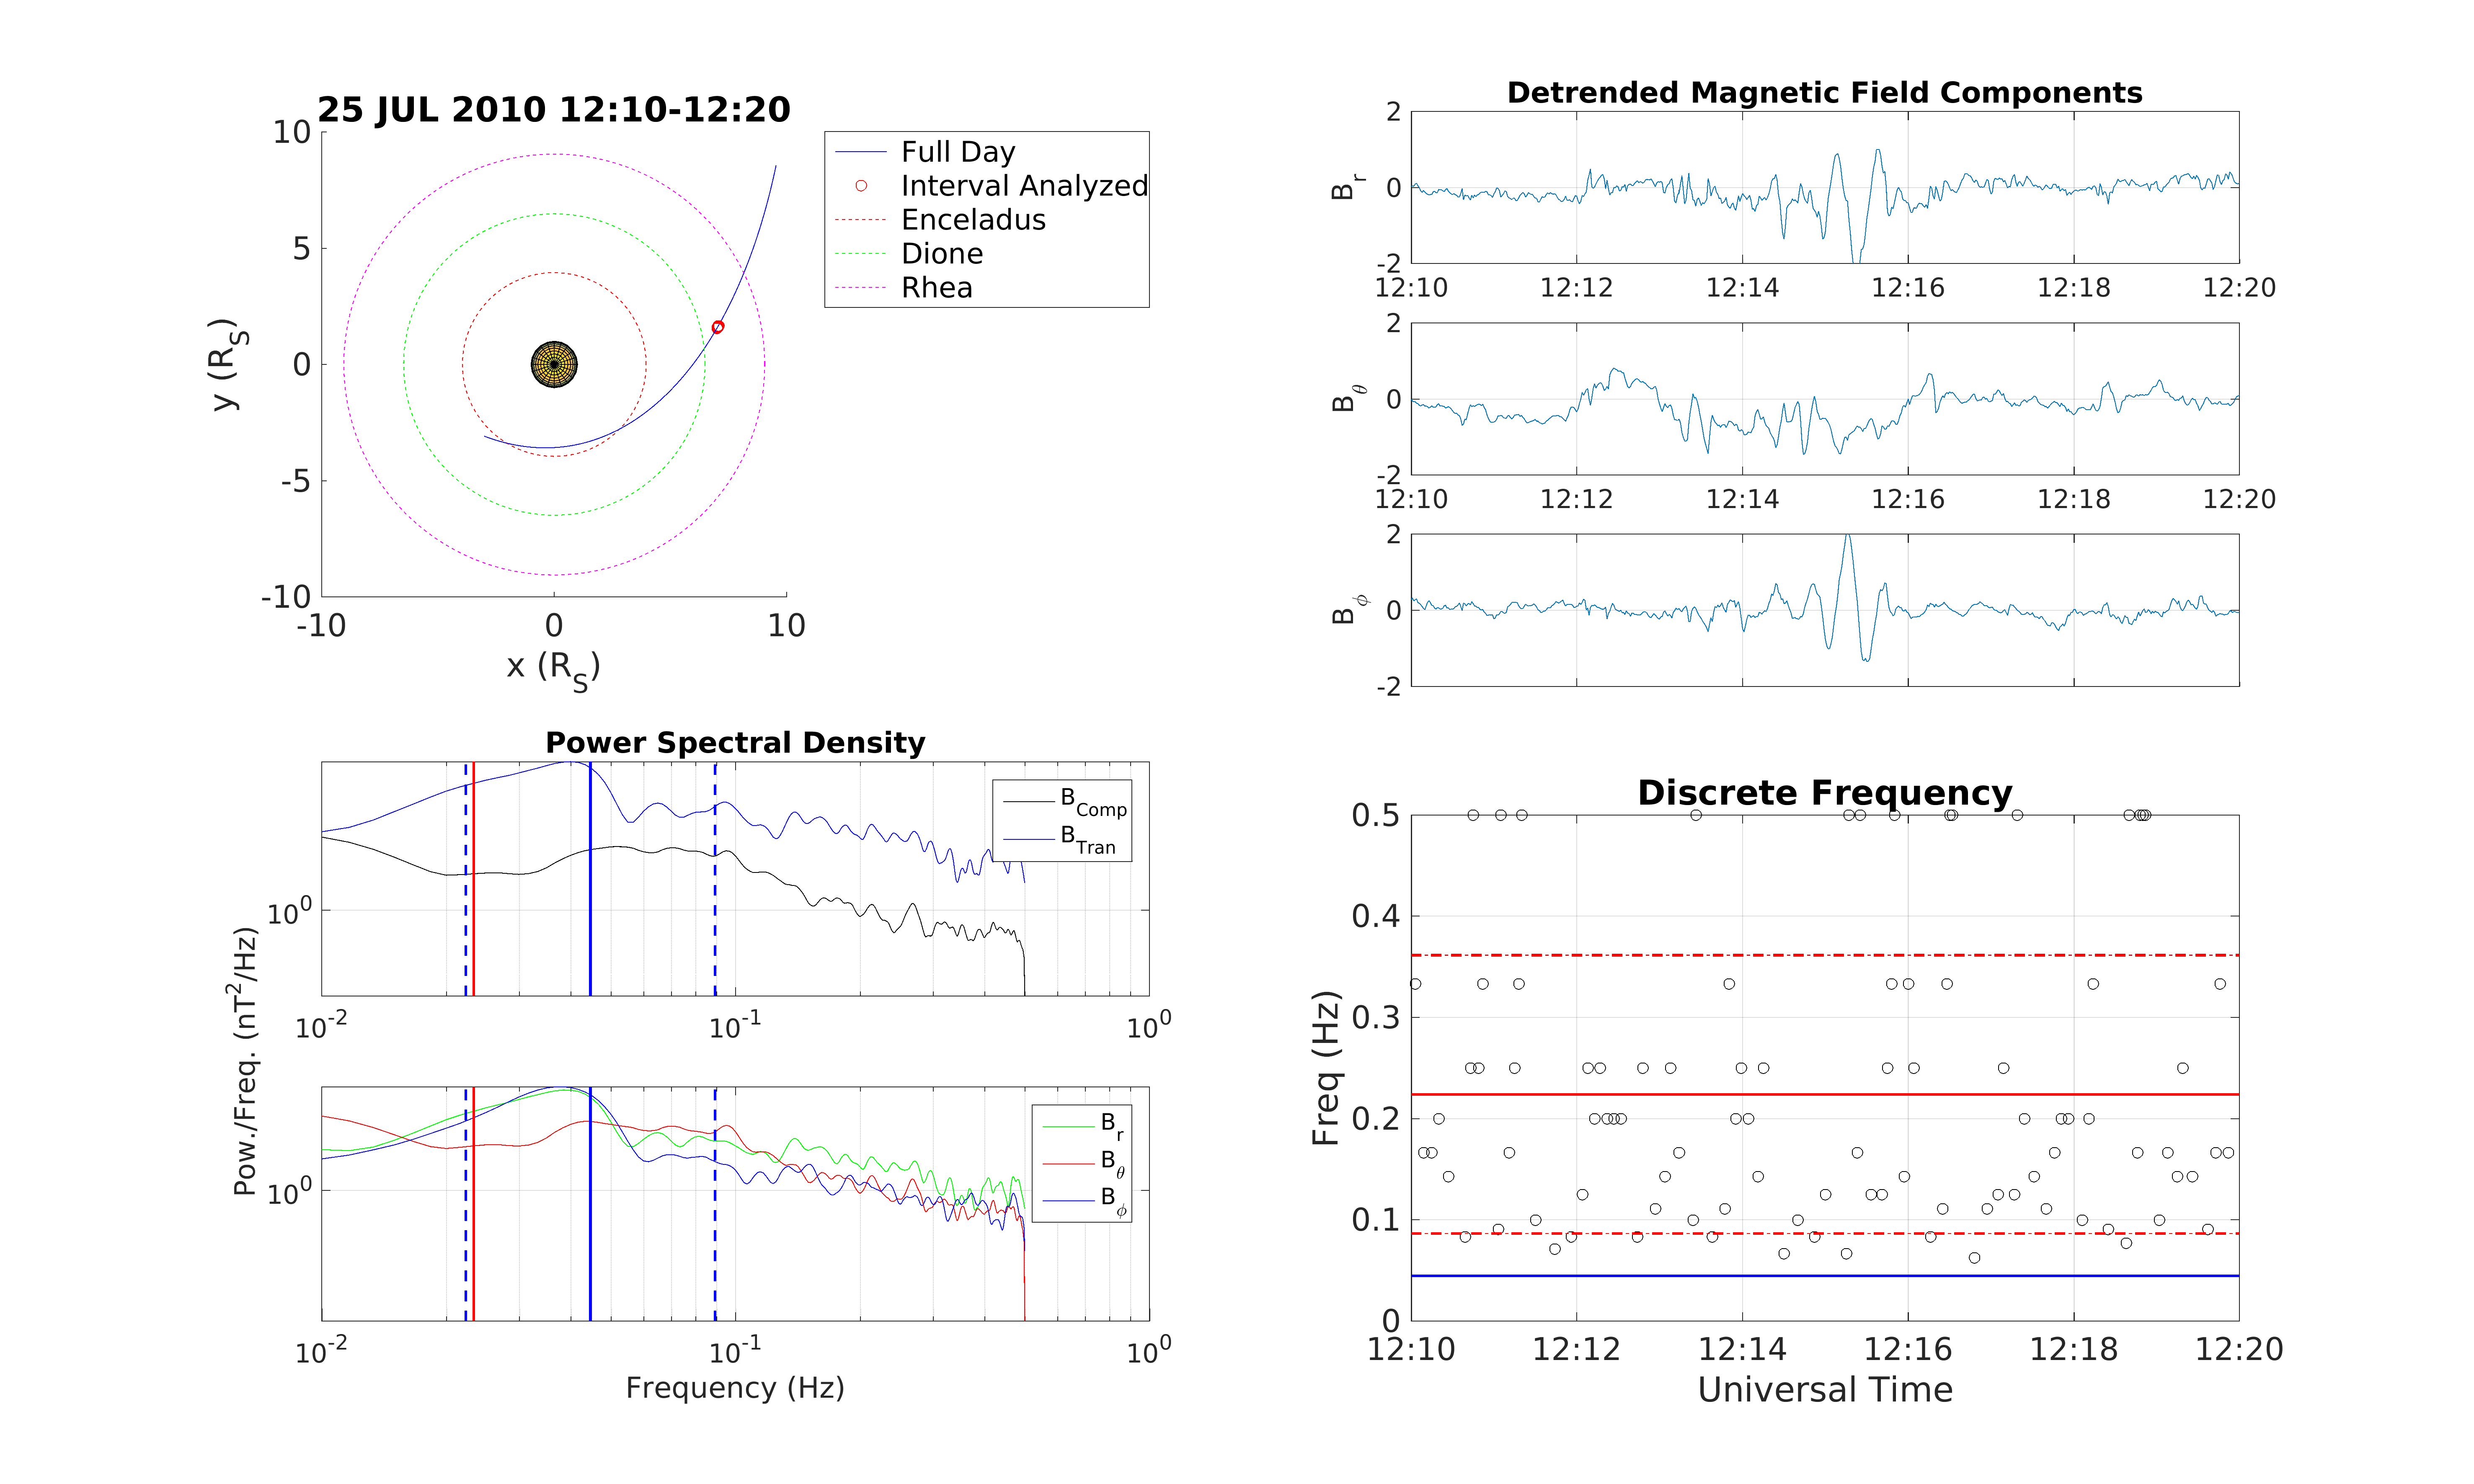 25 JUL 2010 12:10-12:20
10
5
0
-5
-10
-10
0
10
y (R_S)
x (R_S)
Full Day
Interval Analyzed
Enceladus
Dione
Rhea
Detrended Magnetic Field Components
2
0
-2
B_r
12:10 12:12 12:14 12:16 12:18 12:20
2
0
-2
B_θ
12:10 12:12 12:14 12:16 12:18 12:20
2
0
-2
B_ϕ
Power Spectral Density
B_Comp
B_Tran
10^0
10^-2 10^-1 10^0
Pow./Freq. (nT^2/Hz)
B_r
B_θ
B_ϕ
10^0
10^-2 10^-1 10^0
Frequency (Hz)
Discrete Frequency
0.5
0.4
0.3
0.2
0.1
0
Freq (Hz)
12:10 12:12 12:14 12:16 12:18 12:20
Universal Time